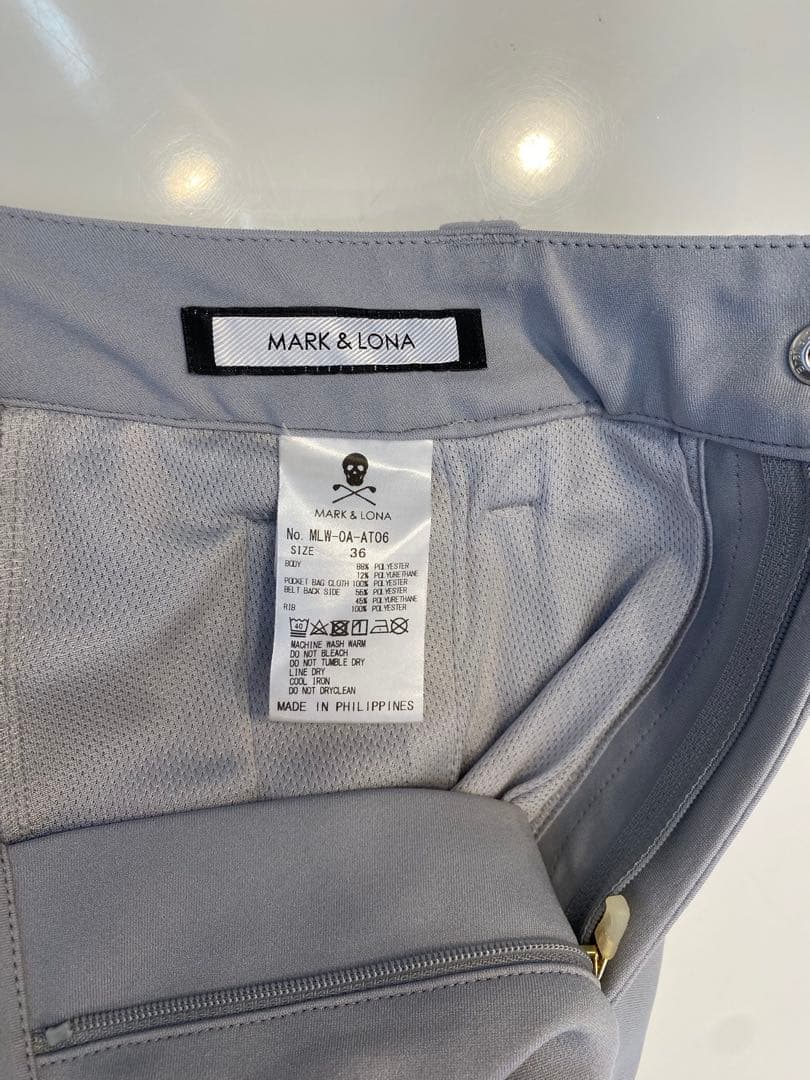 MARK & LONA
MARK & LONA
No. MLW-OA-AT06
SIZE 36
BODY 88% POLYESTER
12% POLYURETHANE
POCKET BAG CLOTH 100% POLYESTER
BELT BACK SIDE 55% POLYESTER
45% POLYURETHANE
RIB 100% POLYESTER
40
MACHINE WASH WARM
DO NOT BLEACH
DO NOT TUMBLE DRY
LINE DRY
COOL IRON
DO NOT DRYCLEAN
MADE IN PHILIPPINES